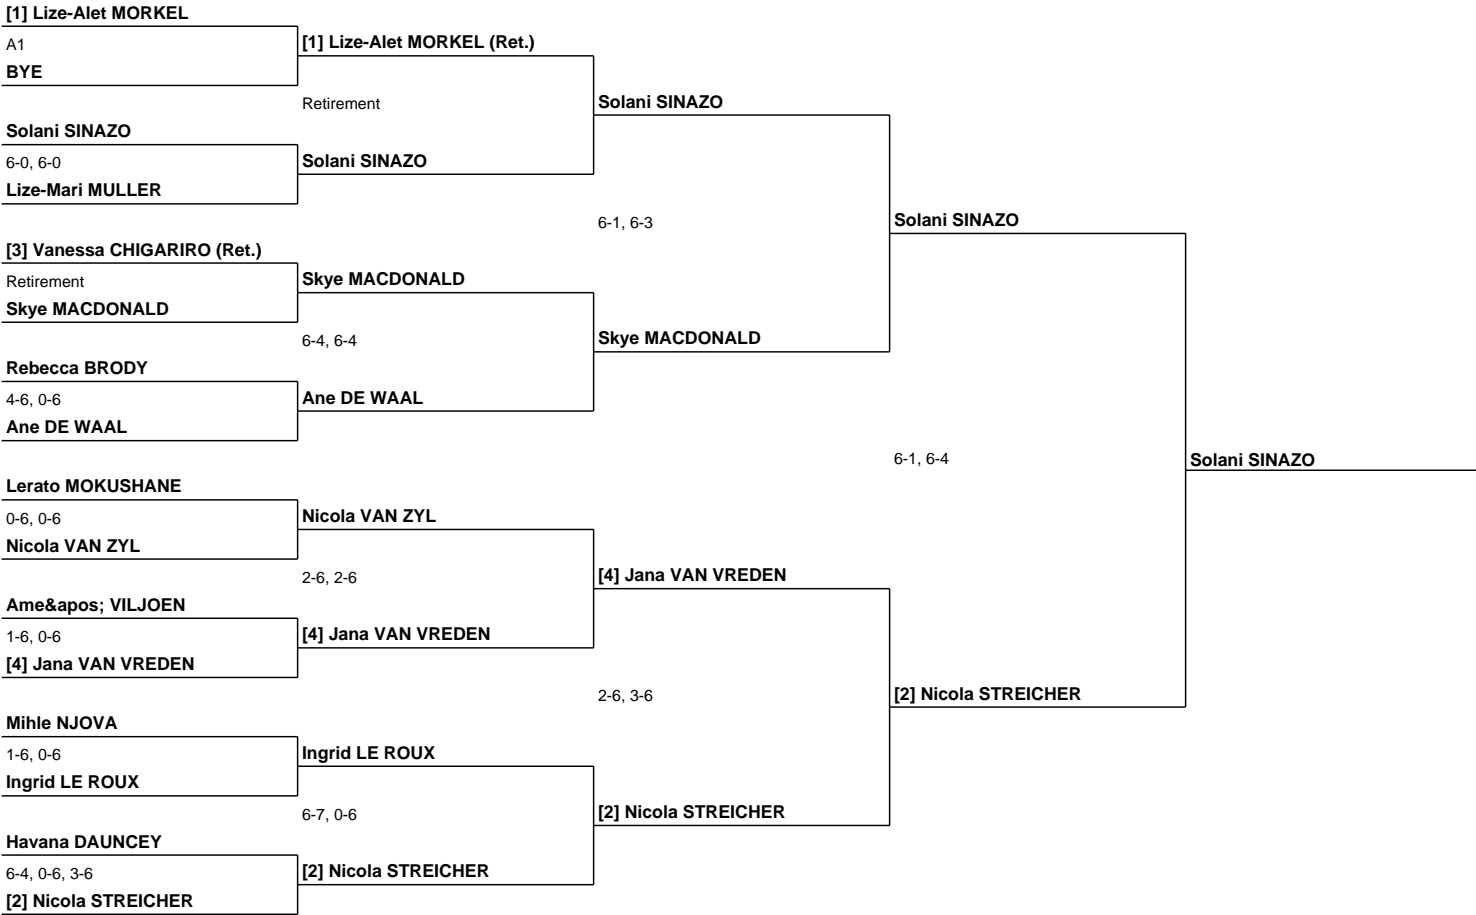 [1] Lize-Alet MORKEL
A1
BYE
Solani SINAZO
6-0, 6-0
Lize-Mari MULLER
[3] Vanessa CHIGARIRO (Ret.)
Retirement
Skye MACDONALD
Rebecca BRODY
4-6, 0-6
Ane DE WAAL
Lerato MOKUSHANE
0-6, 0-6
Nicola VAN ZYL
Ame&apos; VILJOEN
1-6, 0-6
[4] Jana VAN VREDEN
Mihle NJOVA
1-6, 0-6
Ingrid LE ROUX
Havana DAUNCEY
6-4, 0-6, 3-6
[2] Nicola STREICHER
[1] Lize-Alet MORKEL (Ret.)
Retirement
Solani SINAZO
Skye MACDONALD
6-4, 6-4
Ane DE WAAL
Nicola VAN ZYL
2-6, 2-6
[4] Jana VAN VREDEN
Ingrid LE ROUX
6-7, 0-6
[2] Nicola STREICHER
Solani SINAZO
6-1, 6-3
Skye MACDONALD
[4] Jana VAN VREDEN
2-6, 3-6
[2] Nicola STREICHER
Solani SINAZO
6-1, 6-4
[2] Nicola STREICHER
Solani SINAZO